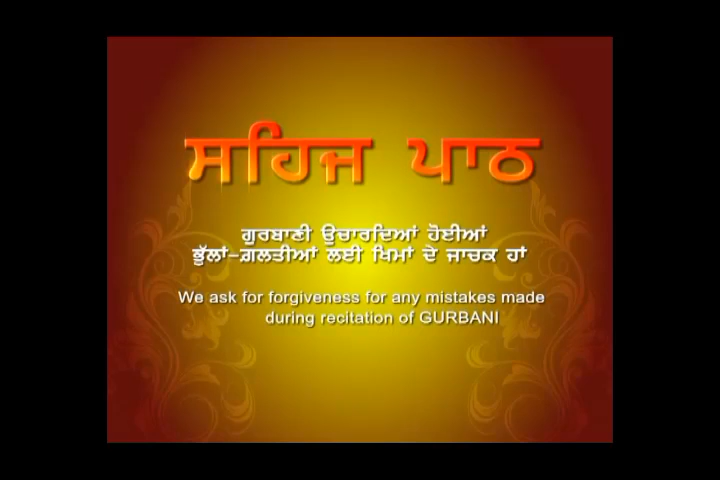 ਸਹਿਜ ਪਾਠ
ਗੁਰਬਾਣੀ ਉਚਾਰਦਿਆਂ ਹੋਈਆਂ
ਭੁੱਲਾਂ-ਗ਼ਲਤੀਆਂ ਲਈ ਖਿਮਾਂ ਦੇ ਜਾਚਕ ਹਾਂ
We ask for forgiveness for any mistakes made
during recitation of GURBANI